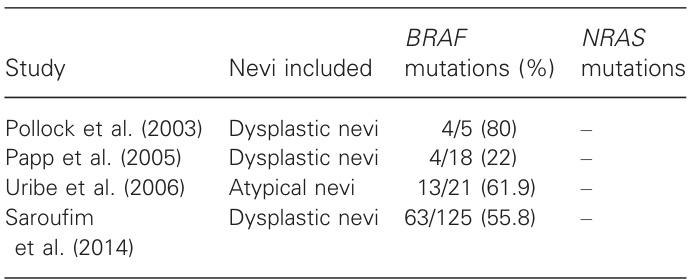 Study Nevi included BRAF mutations (%) NRAS mutations
Pollock et al. (2003) Dysplastic nevi 4/5 (80) –
Papp et al. (2005) Dysplastic nevi 4/18 (22) –
Uribe et al. (2006) Atypical nevi 13/21 (61.9) –
Saroufim Dysplastic nevi 63/125 (55.8) –
et al. (2014)